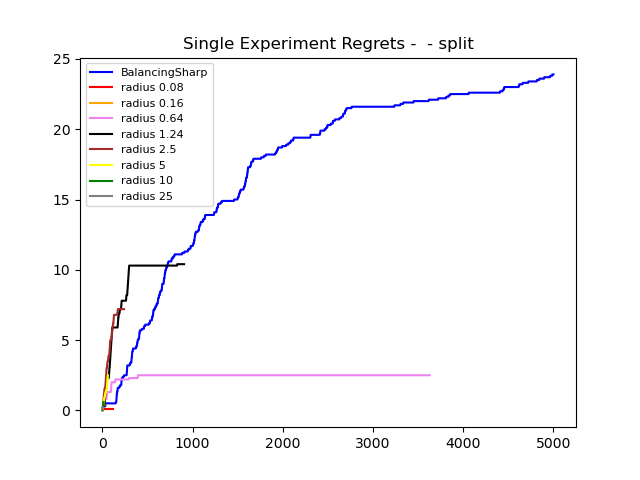 Single Experiment Regrets -  - split
25
20
15
10
5
0
BalancingSharp
radius 0.08
radius 0.16
radius 0.64
radius 1.24
radius 2.5
radius 5
radius 10
radius 25
0 1000 2000 3000 4000 5000